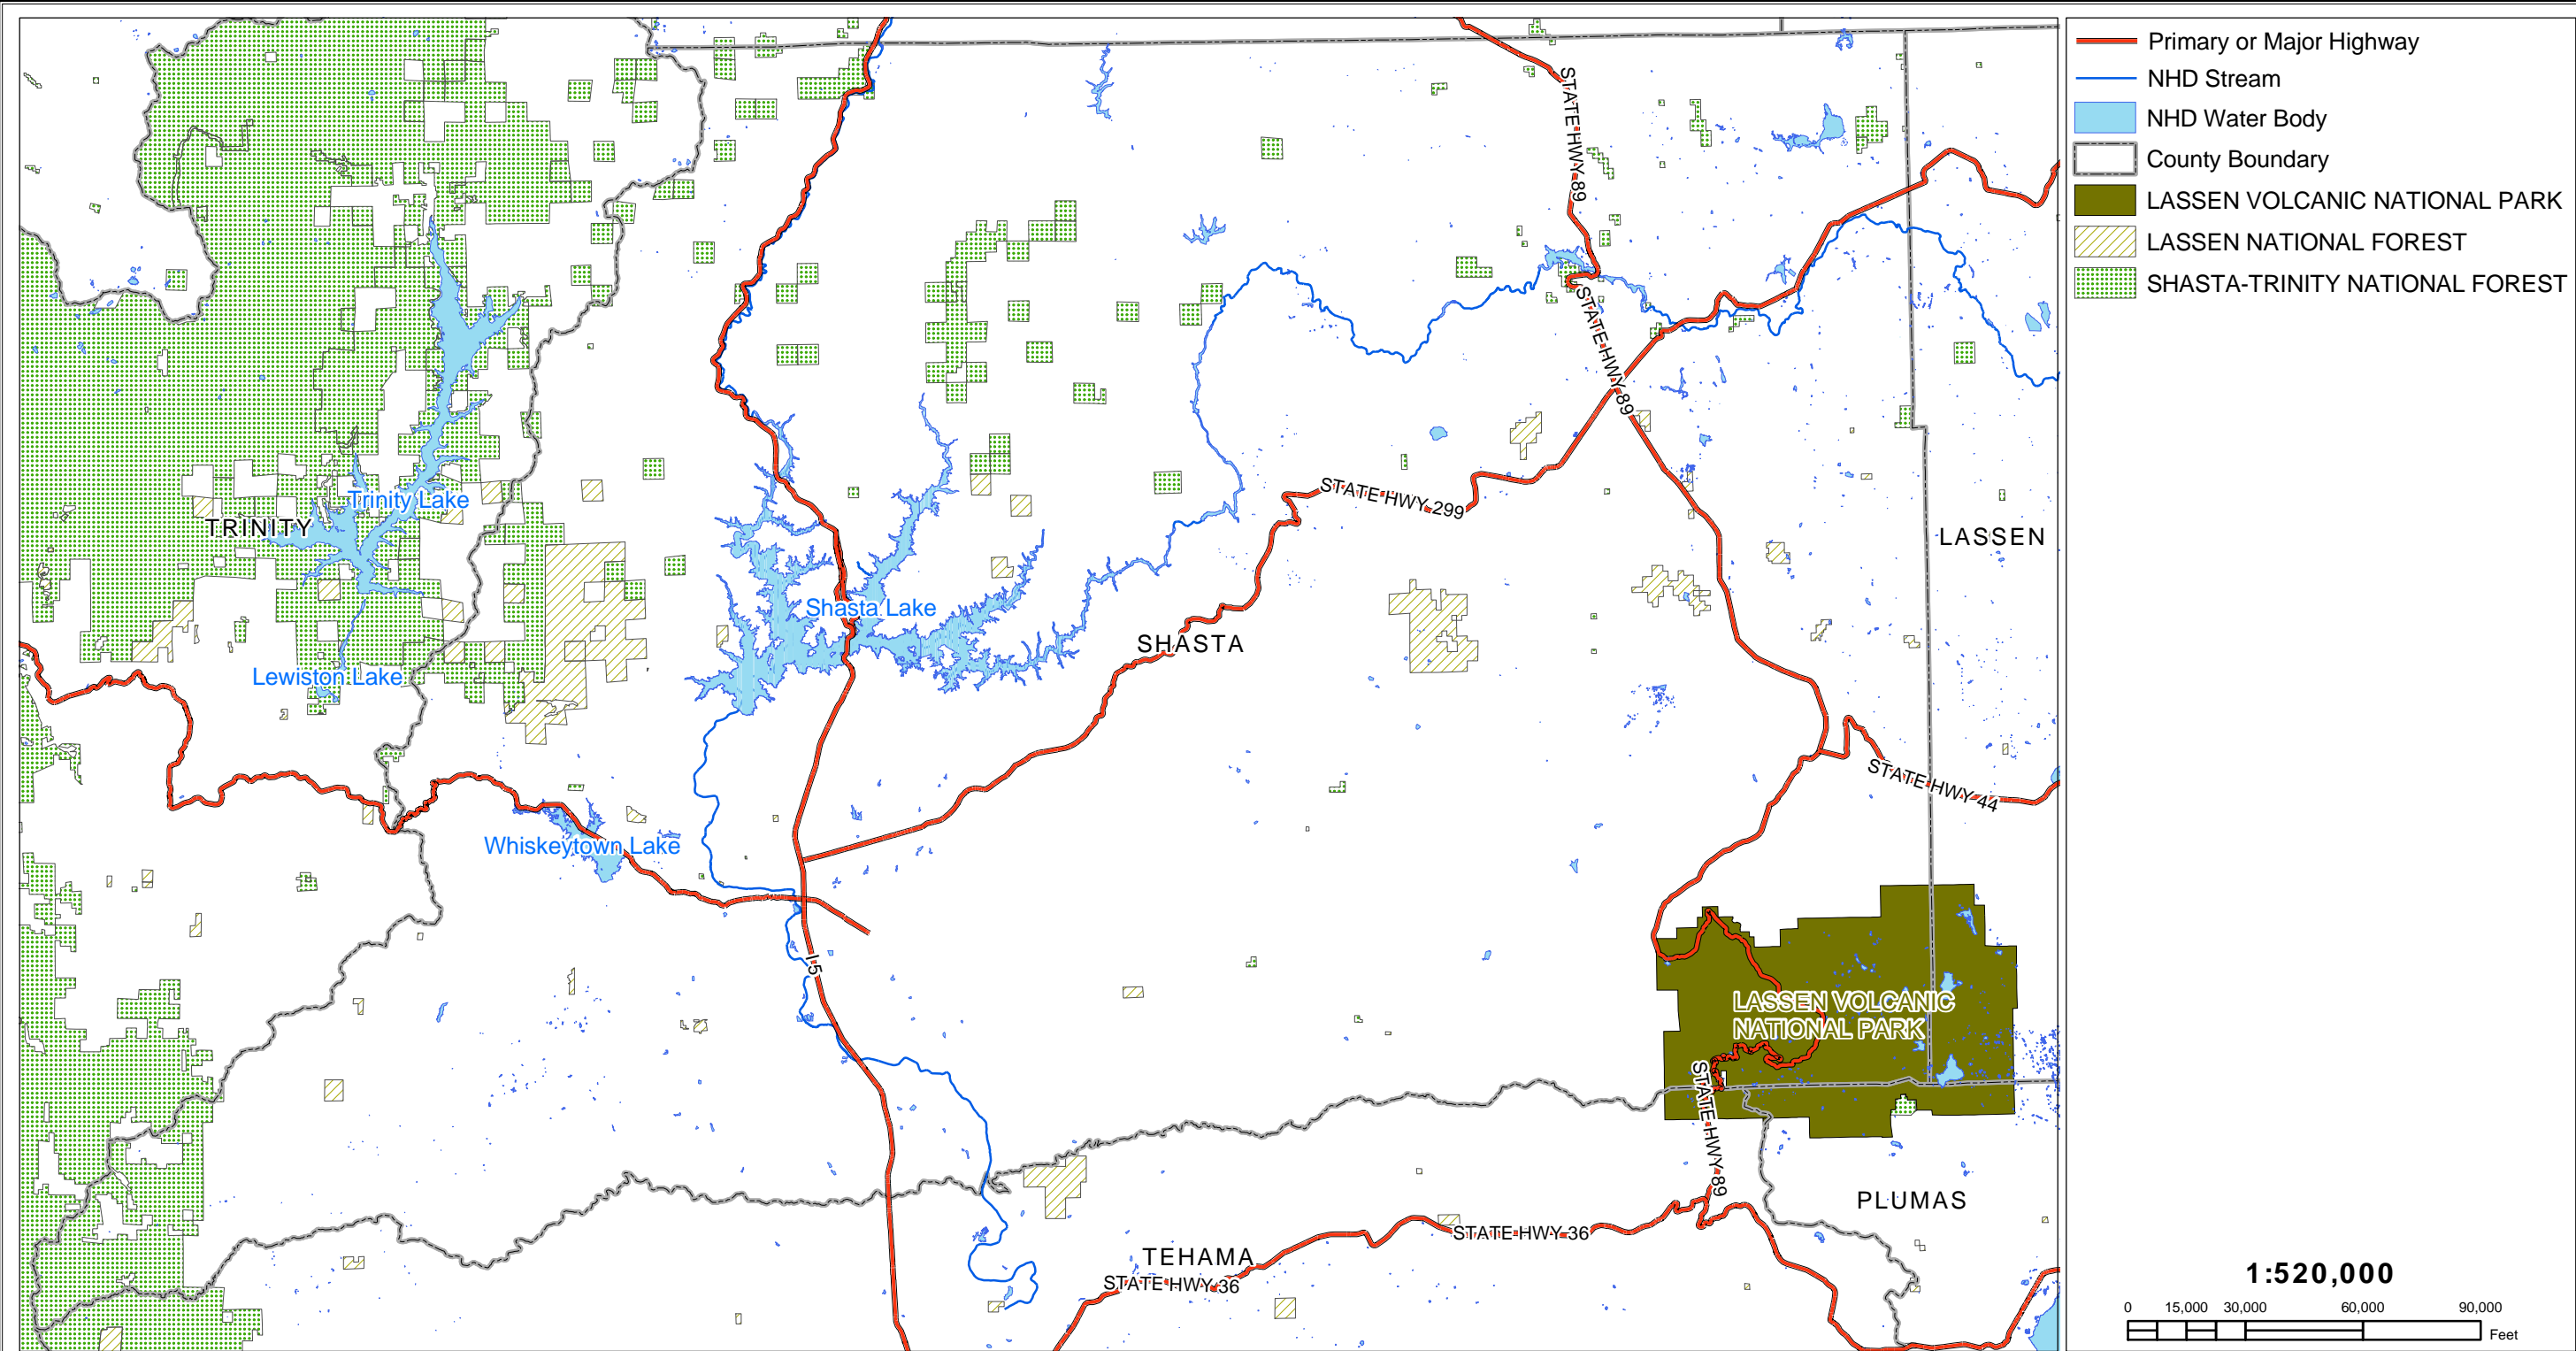 Primary or Major Highway
NHD Stream
NHD Water Body
County Boundary
LASSEN VOLCANIC NATIONAL PARK
LASSEN NATIONAL FOREST
SHASTA-TRINITY NATIONAL FOREST
STATE HWY 89
STATE HWY 89
Trinity Lake
TRINITY
STATE HWY 299
LASSEN
Shasta Lake
SHASTA
Lewiston Lake
STATE HWY 44
Whiskeytown Lake
I-5
LASSEN VOLCANIC
NATIONAL PARK
STATE HWY 89
PLUMAS
STATE HWY 36
TEHAMA
STATE HWY 36
1:520,000
0 15,000 30,000 60,000 90,000
Feet